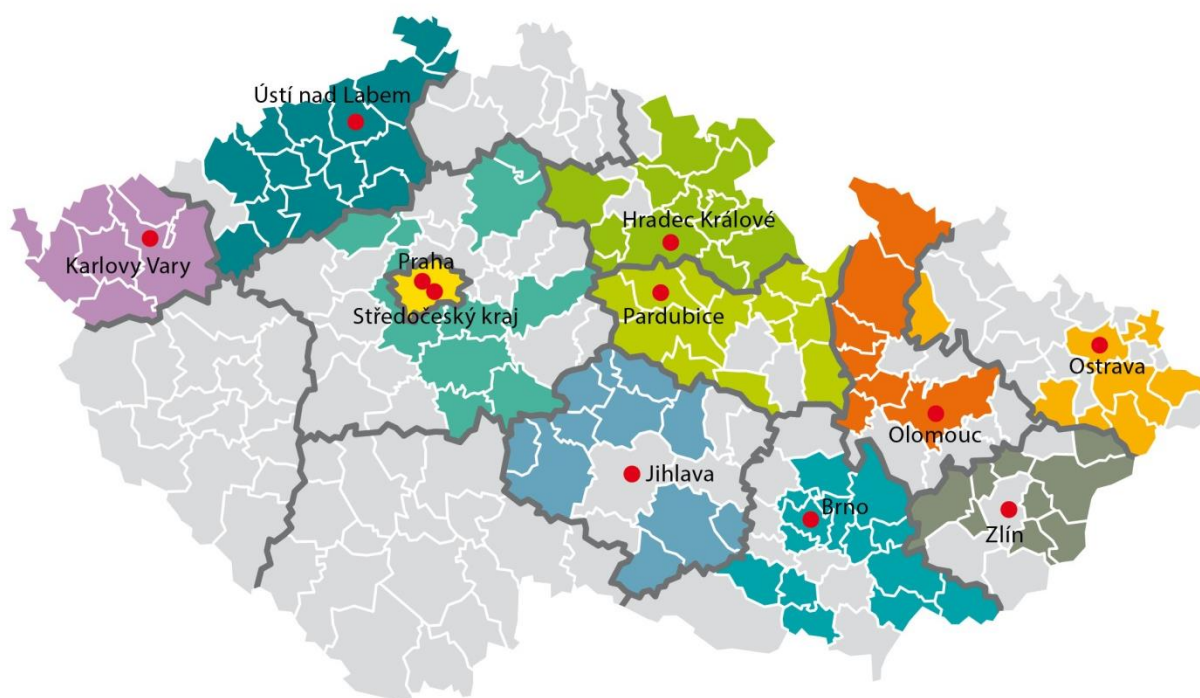 Ústí nad Labem
Hradec Králové
Karlovy Vary
Praha
Středočeský kraj
Pardubice
Ostrava
Olomouc
Jihlava
Brno
Zlín